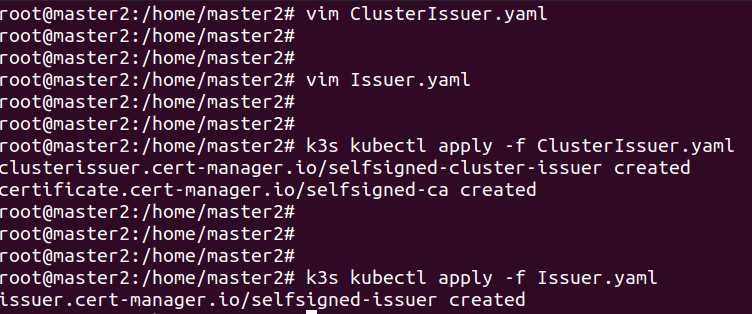 root@master2:/home/master2# vim ClusterIssuer.yaml
root@master2:/home/master2#
root@master2:/home/master2#
root@master2:/home/master2# vim Issuer.yaml
root@master2:/home/master2#
root@master2:/home/master2#
root@master2:/home/master2# k3s kubectl apply -f ClusterIssuer.yaml
clusterissuer.cert-manager.io/selfsigned-cluster-issuer created
certificate.cert-manager.io/selfsigned-ca created
root@master2:/home/master2#
root@master2:/home/master2#
root@master2:/home/master2#
root@master2:/home/master2# k3s kubectl apply -f Issuer.yaml
issuer.cert-manager.io/selfsigned-issuer created